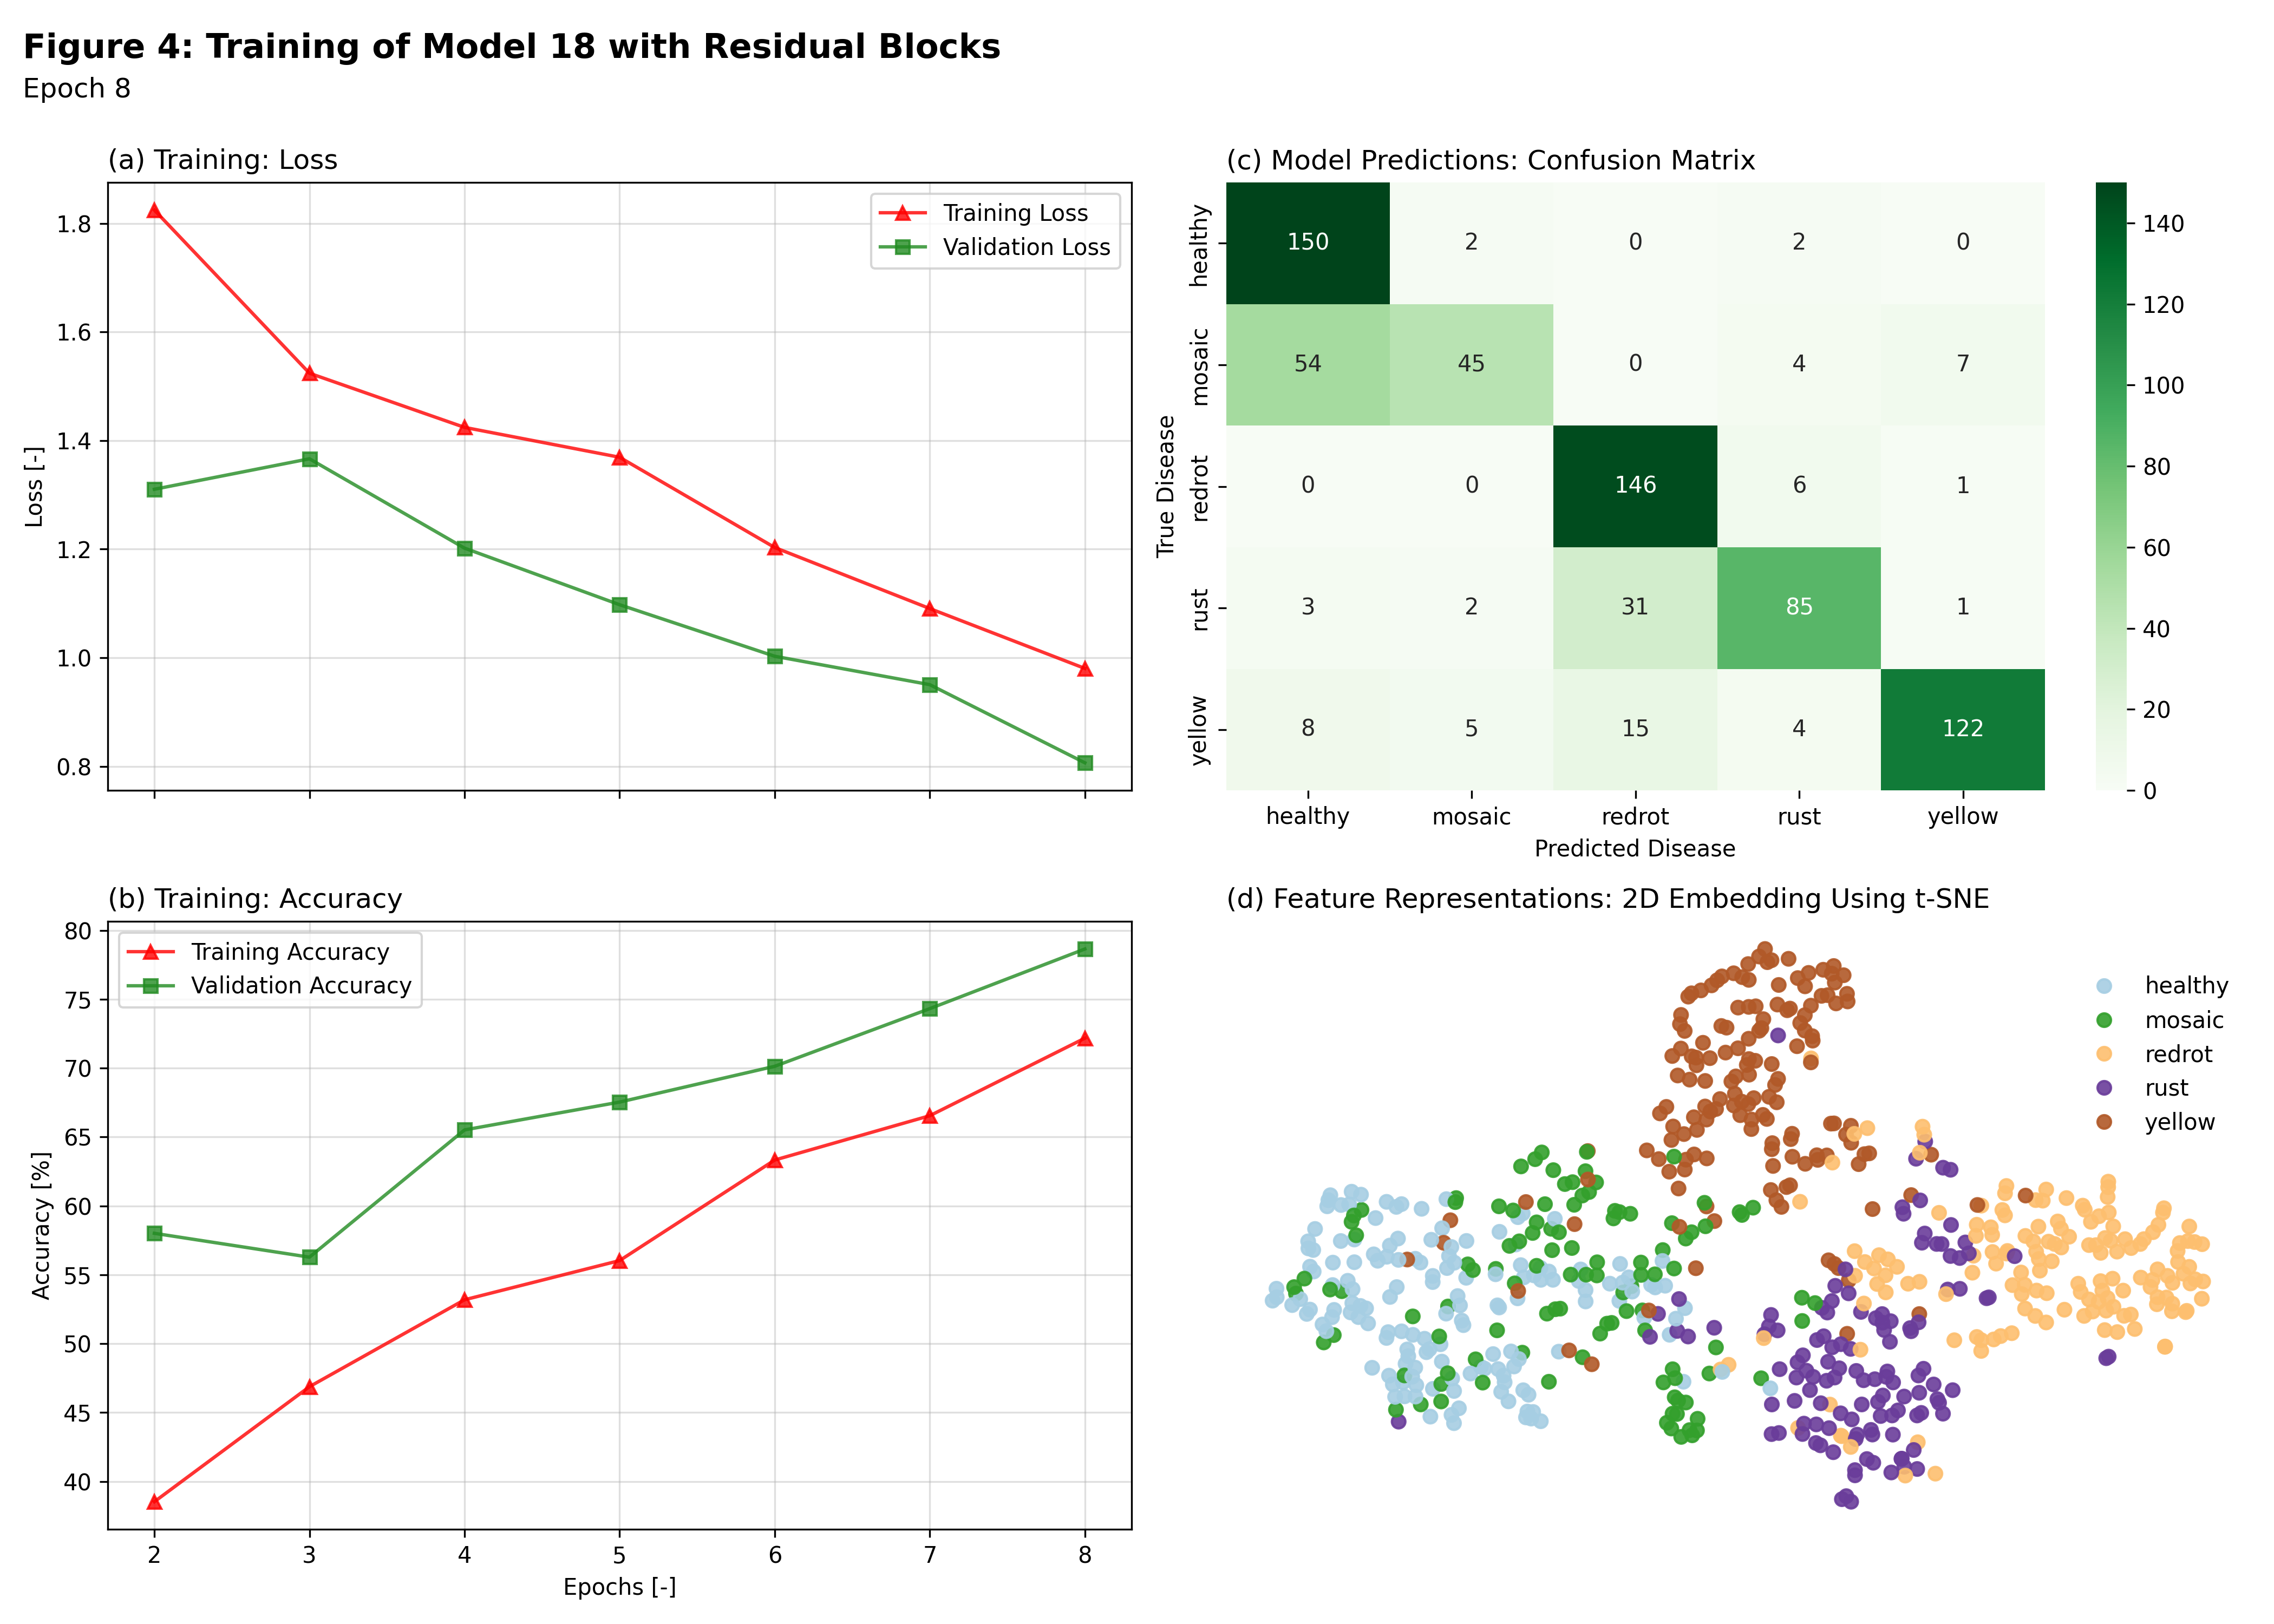 Figure 4: Training of Model 18 with Residual Blocks
Epoch 8
(a) Training: Loss
Training Loss
Validation Loss
1.8
1.6
1.4
1.2
1.0
0.8
Loss [-]
(b) Training: Accuracy
Training Accuracy
Validation Accuracy
80
75
70
65
60
55
50
45
40
Accuracy [%]
2 3 4 5 6 7 8
Epochs [-]
(c) Model Predictions: Confusion Matrix
True Disease
healthy 150 2 0 2 0
mosaic 54 45 0 4 7
redrot 0 0 146 6 1
rust 3 2 31 85 1
yellow 8 5 15 4 122
healthy mosaic redrot rust yellow
Predicted Disease
140
120
100
80
60
40
20
0
(d) Feature Representations: 2D Embedding Using t-SNE
healthy
mosaic
redrot
rust
yellow